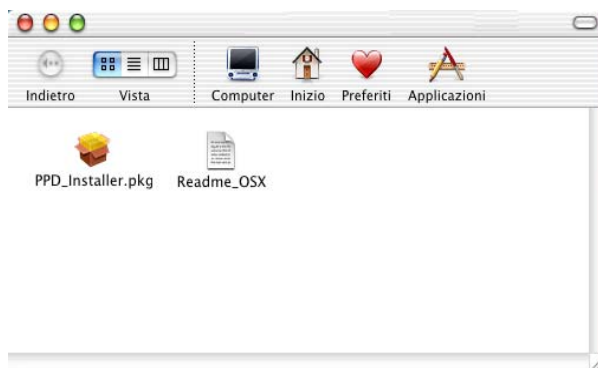 Indietro Vista Computer Inizio Preferiti Applicazioni
PPD_Installer.pkg Readme_OSX